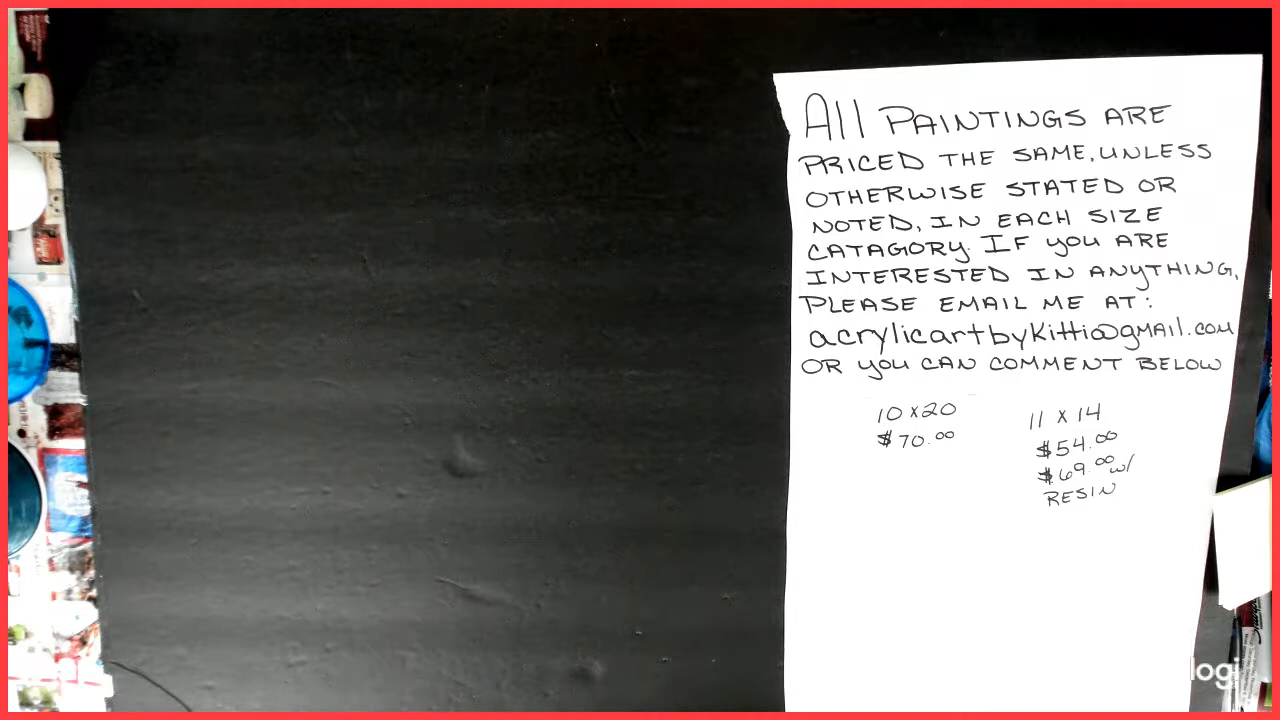 All PAINTINGS ARE
PRICED THE SAME, UNLESS
OTHERWISE STATED OR
NOTED, IN EACH SIZE
CATAGORY. IF YOU ARE
INTERESTED IN ANYTHING,
PLEASE EMAIL ME AT:
acrylicartbykitti@GMAIL.COM
OR YOU CAN COMMENT BELOW
10 X 20
$70.00
11 X 14
$54.00
$69.00 w/
RESIN
logi